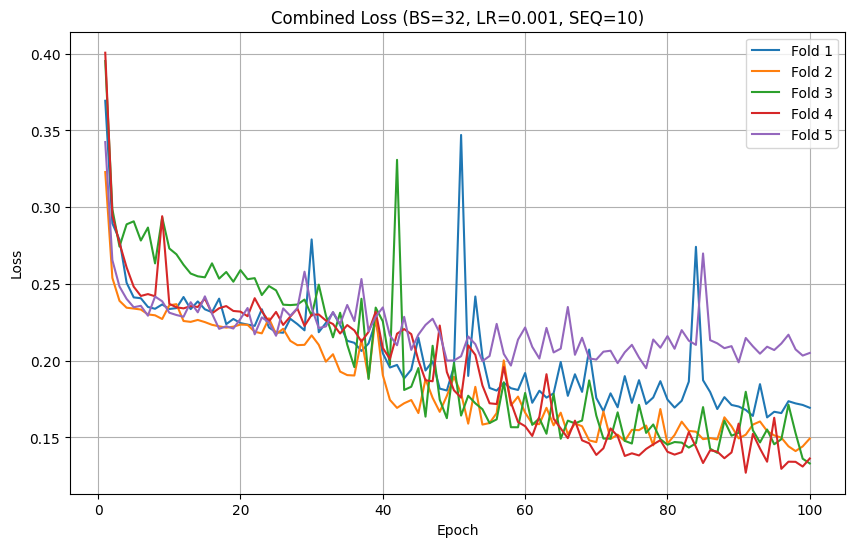 Combined Loss (BS=32, LR=0.001, SEQ=10)
Fold 1
Fold 2
Fold 3
Fold 4
Fold 5
0.40
0.35
0.30
0.25
0.20
0.15
Loss
0
20
40
60
80
100
Epoch